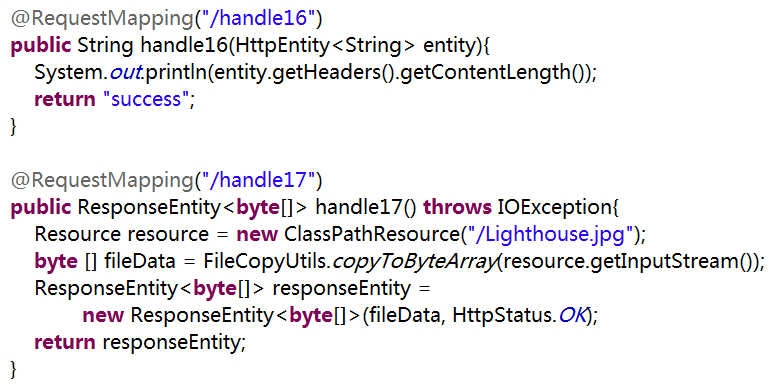 @RequestMapping("/handle16")
public String handle16(HttpEntity<String> entity){
System.out.println(entity.getHeaders().getContentLength());
return "success";
}
@RequestMapping("/handle17")
public ResponseEntity<byte[]> handle17() throws IOException{
Resource resource = new ClassPathResource("/Lighthouse.jpg");
byte [] fileData = FileCopyUtils.copyToByteArray(resource.getInputStream());
ResponseEntity<byte[]> responseEntity =
new ResponseEntity<byte[]>(fileData, HttpStatus.OK);
return responseEntity;
}